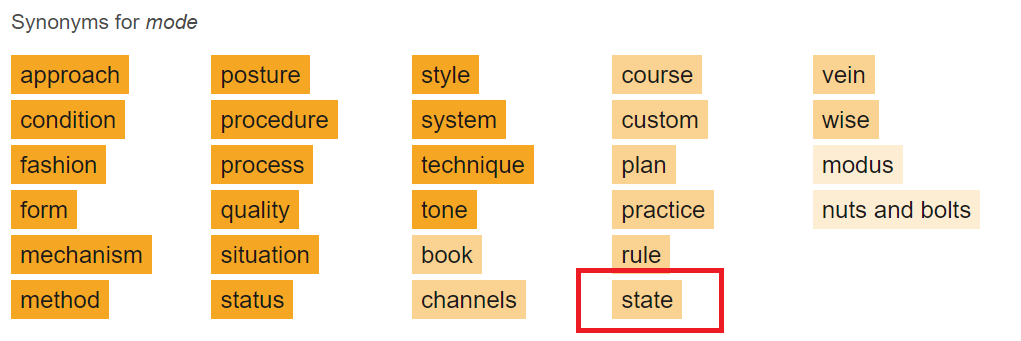 Synonyms for mode
approach
condition
fashion
form
mechanism
method
posture
procedure
process
quality
situation
status
style
system
technique
tone
book
channels
course
custom
plan
practice
rule
state
vein
wise
modus
nuts and bolts